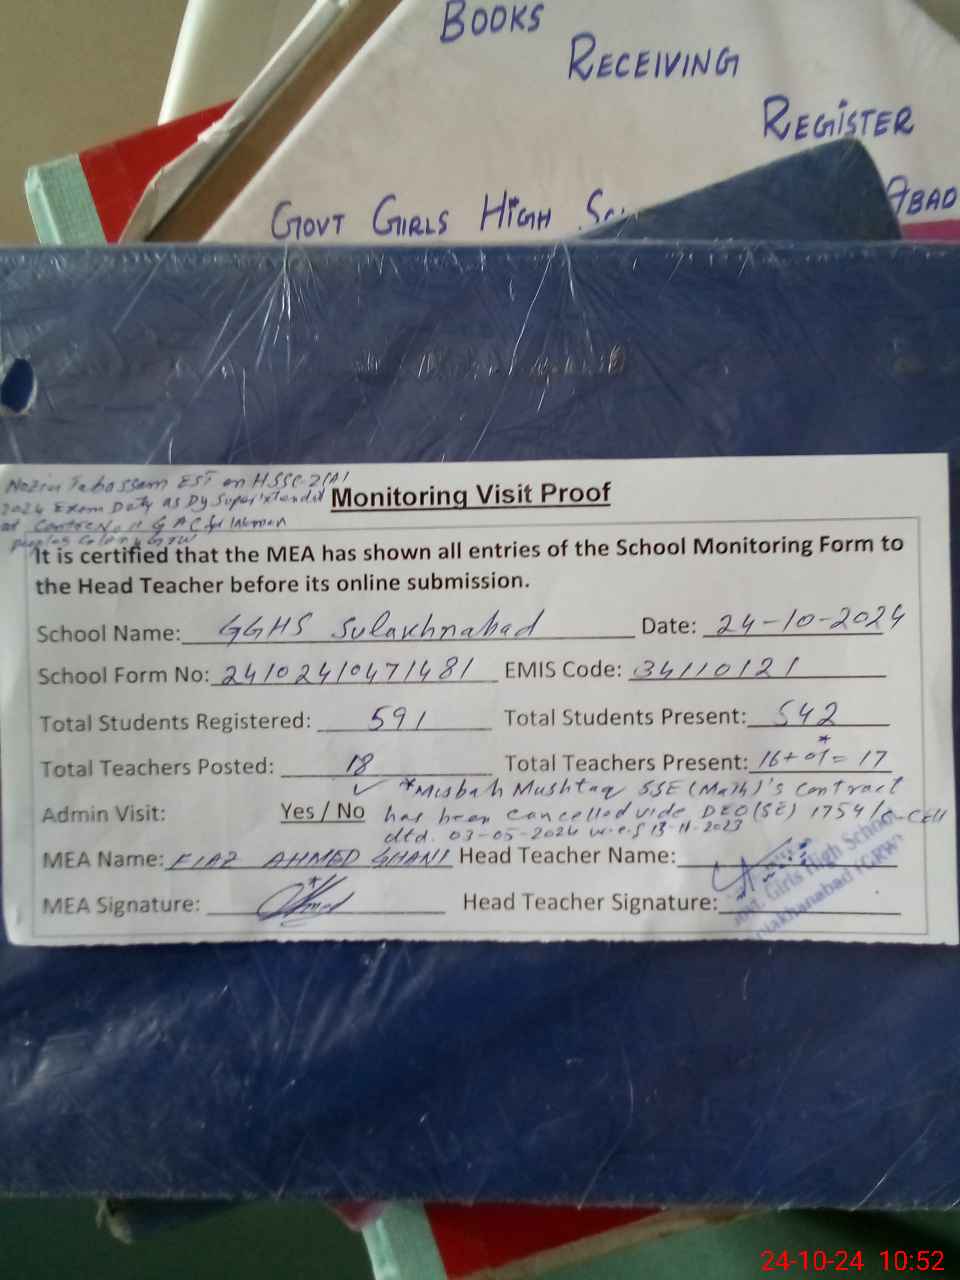 BOOKS
RECEIVING
REGISTER
GOVT GIRLS HIGH
ABAD
Tabassam EST on HSSC-2(A)
2024 Exam Duty as Dy
at Centre
Monitoring Visit Proof
It is certified that the MEA has shown all entries of the School Monitoring Form to
the Head Teacher before its online submission.
School Name: GGHS Sulakhnabad Date: 24-10-2024
School Form No: 24102410471481 EMIS Code: 34110121
Total Students Registered: 591 Total Students Present: 542
Total Teachers Posted: 18 Total Teachers Present: 16+01*=17
*Misbah Mushtaq SSE (Math)'s Contract
Admin Visit: Yes / No has been cancelled vide DEO(SE) 1754/
dtd. 03-05-2024 w.e.f 13-11-2023
MEA Name: FIAZ AHMED GHANI Head Teacher Name:
MEA Signature: Head Teacher Signature:
Girls High School
(GRW)
24-10-24 10:52